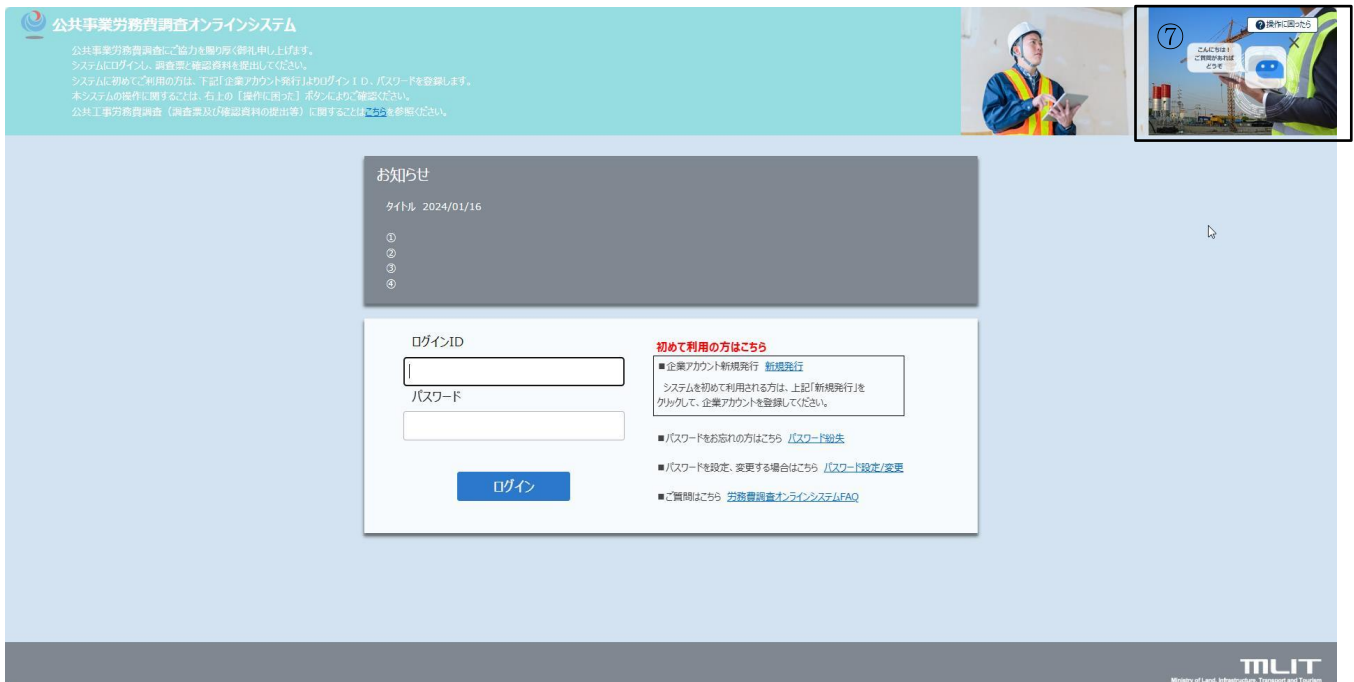 公共事業労務費調査オンラインシステム
公共事業労務費調査にご協力を賜り厚く御礼申し上げます。
システムにログインし、調査票と確認資料を提出してください。
システムに初めてご利用の方は、下記「企業アカウント発行」よりログインID、パスワードを登録します。
本システムの操作に関することは、右上の［操作に困った］ボタンによりご確認ください。
公共工事労務費調査（調査票及び確認資料の提出等）に関することはこちらを参照ください。
⑦
?操作に困ったら
こんにちは！
ご質問があれば
どうぞ
お知らせ
タイトル 2024/01/16
①
②
③
④
ログインID
パスワード
ログイン
初めて利用の方はこちら
■企業アカウント新規発行 新規発行
システムを初めて利用される方は、上記「新規発行」を
クリックして、企業アカウントを登録してください。
■パスワードをお忘れの方はこちら パスワード紛失
■パスワードを設定、変更する場合はこちら パスワード設定/変更
■ご質問はこちら 労務費調査オンラインシステムFAQ
MLIT
Ministry of Land, Infrastructure, Transport and Tourism